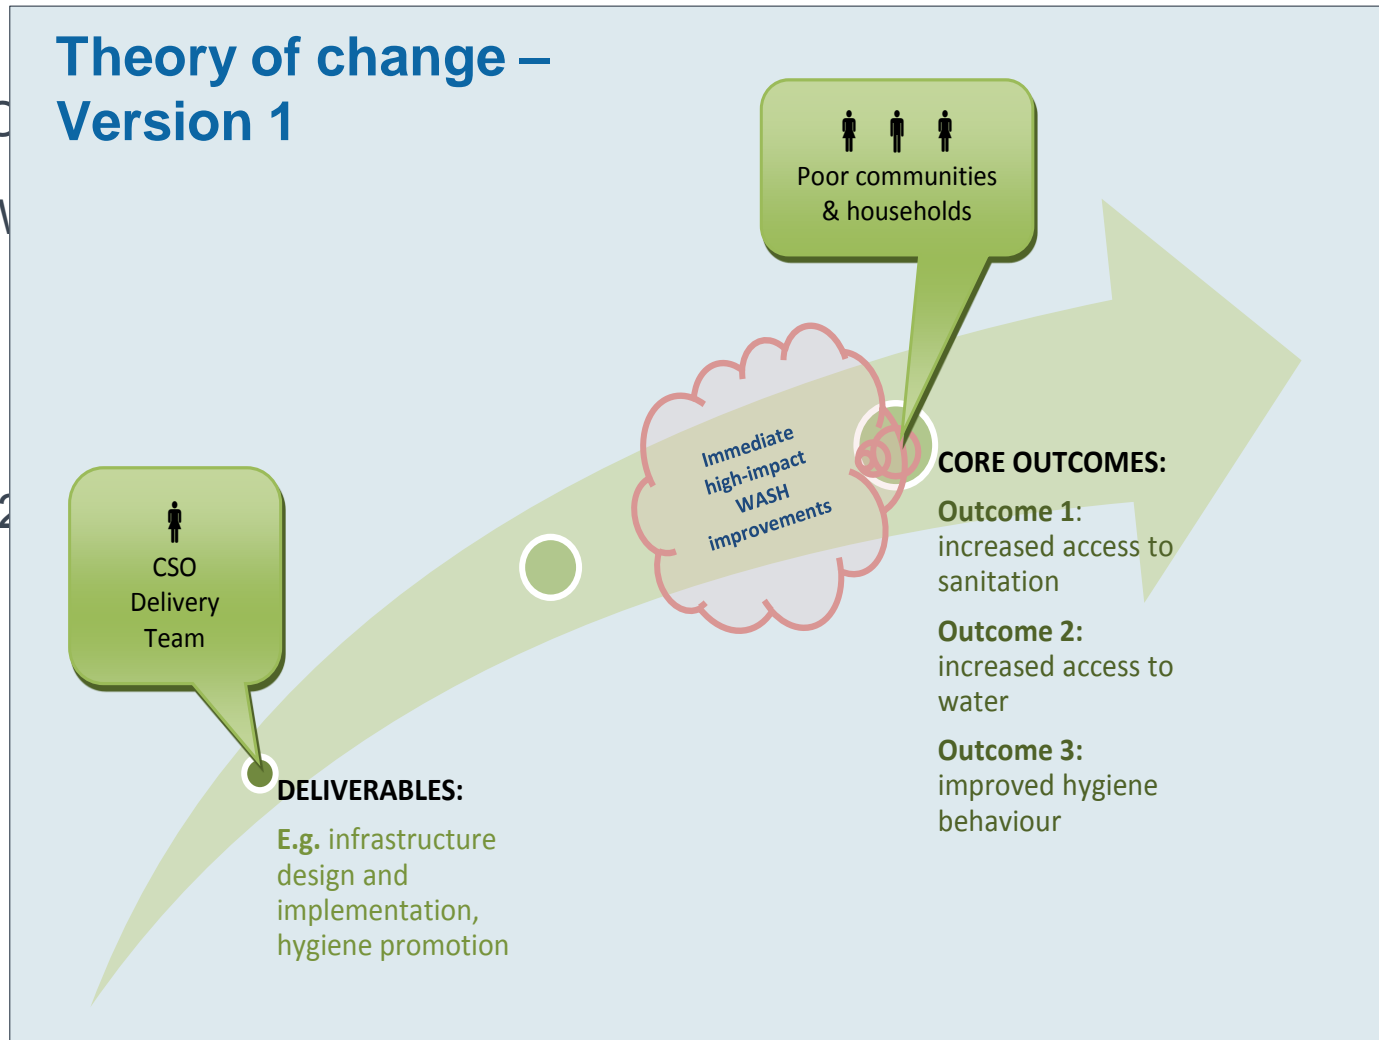 Theory of change –
Version 1
Poor communities
& households
Immediate
high-impact
WASH
improvements
CSO
Delivery
Team
CORE OUTCOMES:
Outcome 1:
increased access to
sanitation
Outcome 2:
increased access to
water
Outcome 3:
improved hygiene
behaviour
DELIVERABLES:
E.g. infrastructure
design and
implementation,
hygiene promotion